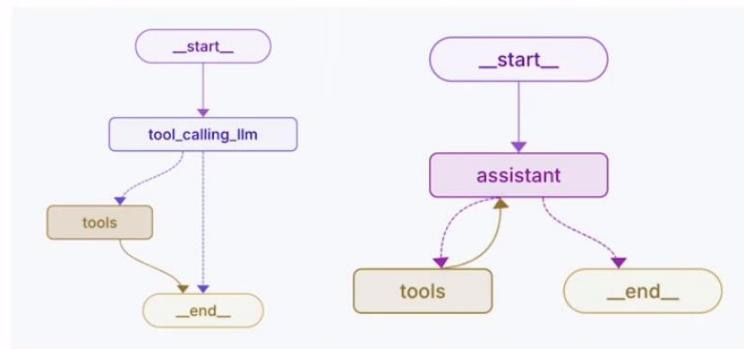 __start__
tool_calling_llm
tools
__end__
__start__
assistant
tools
__end__